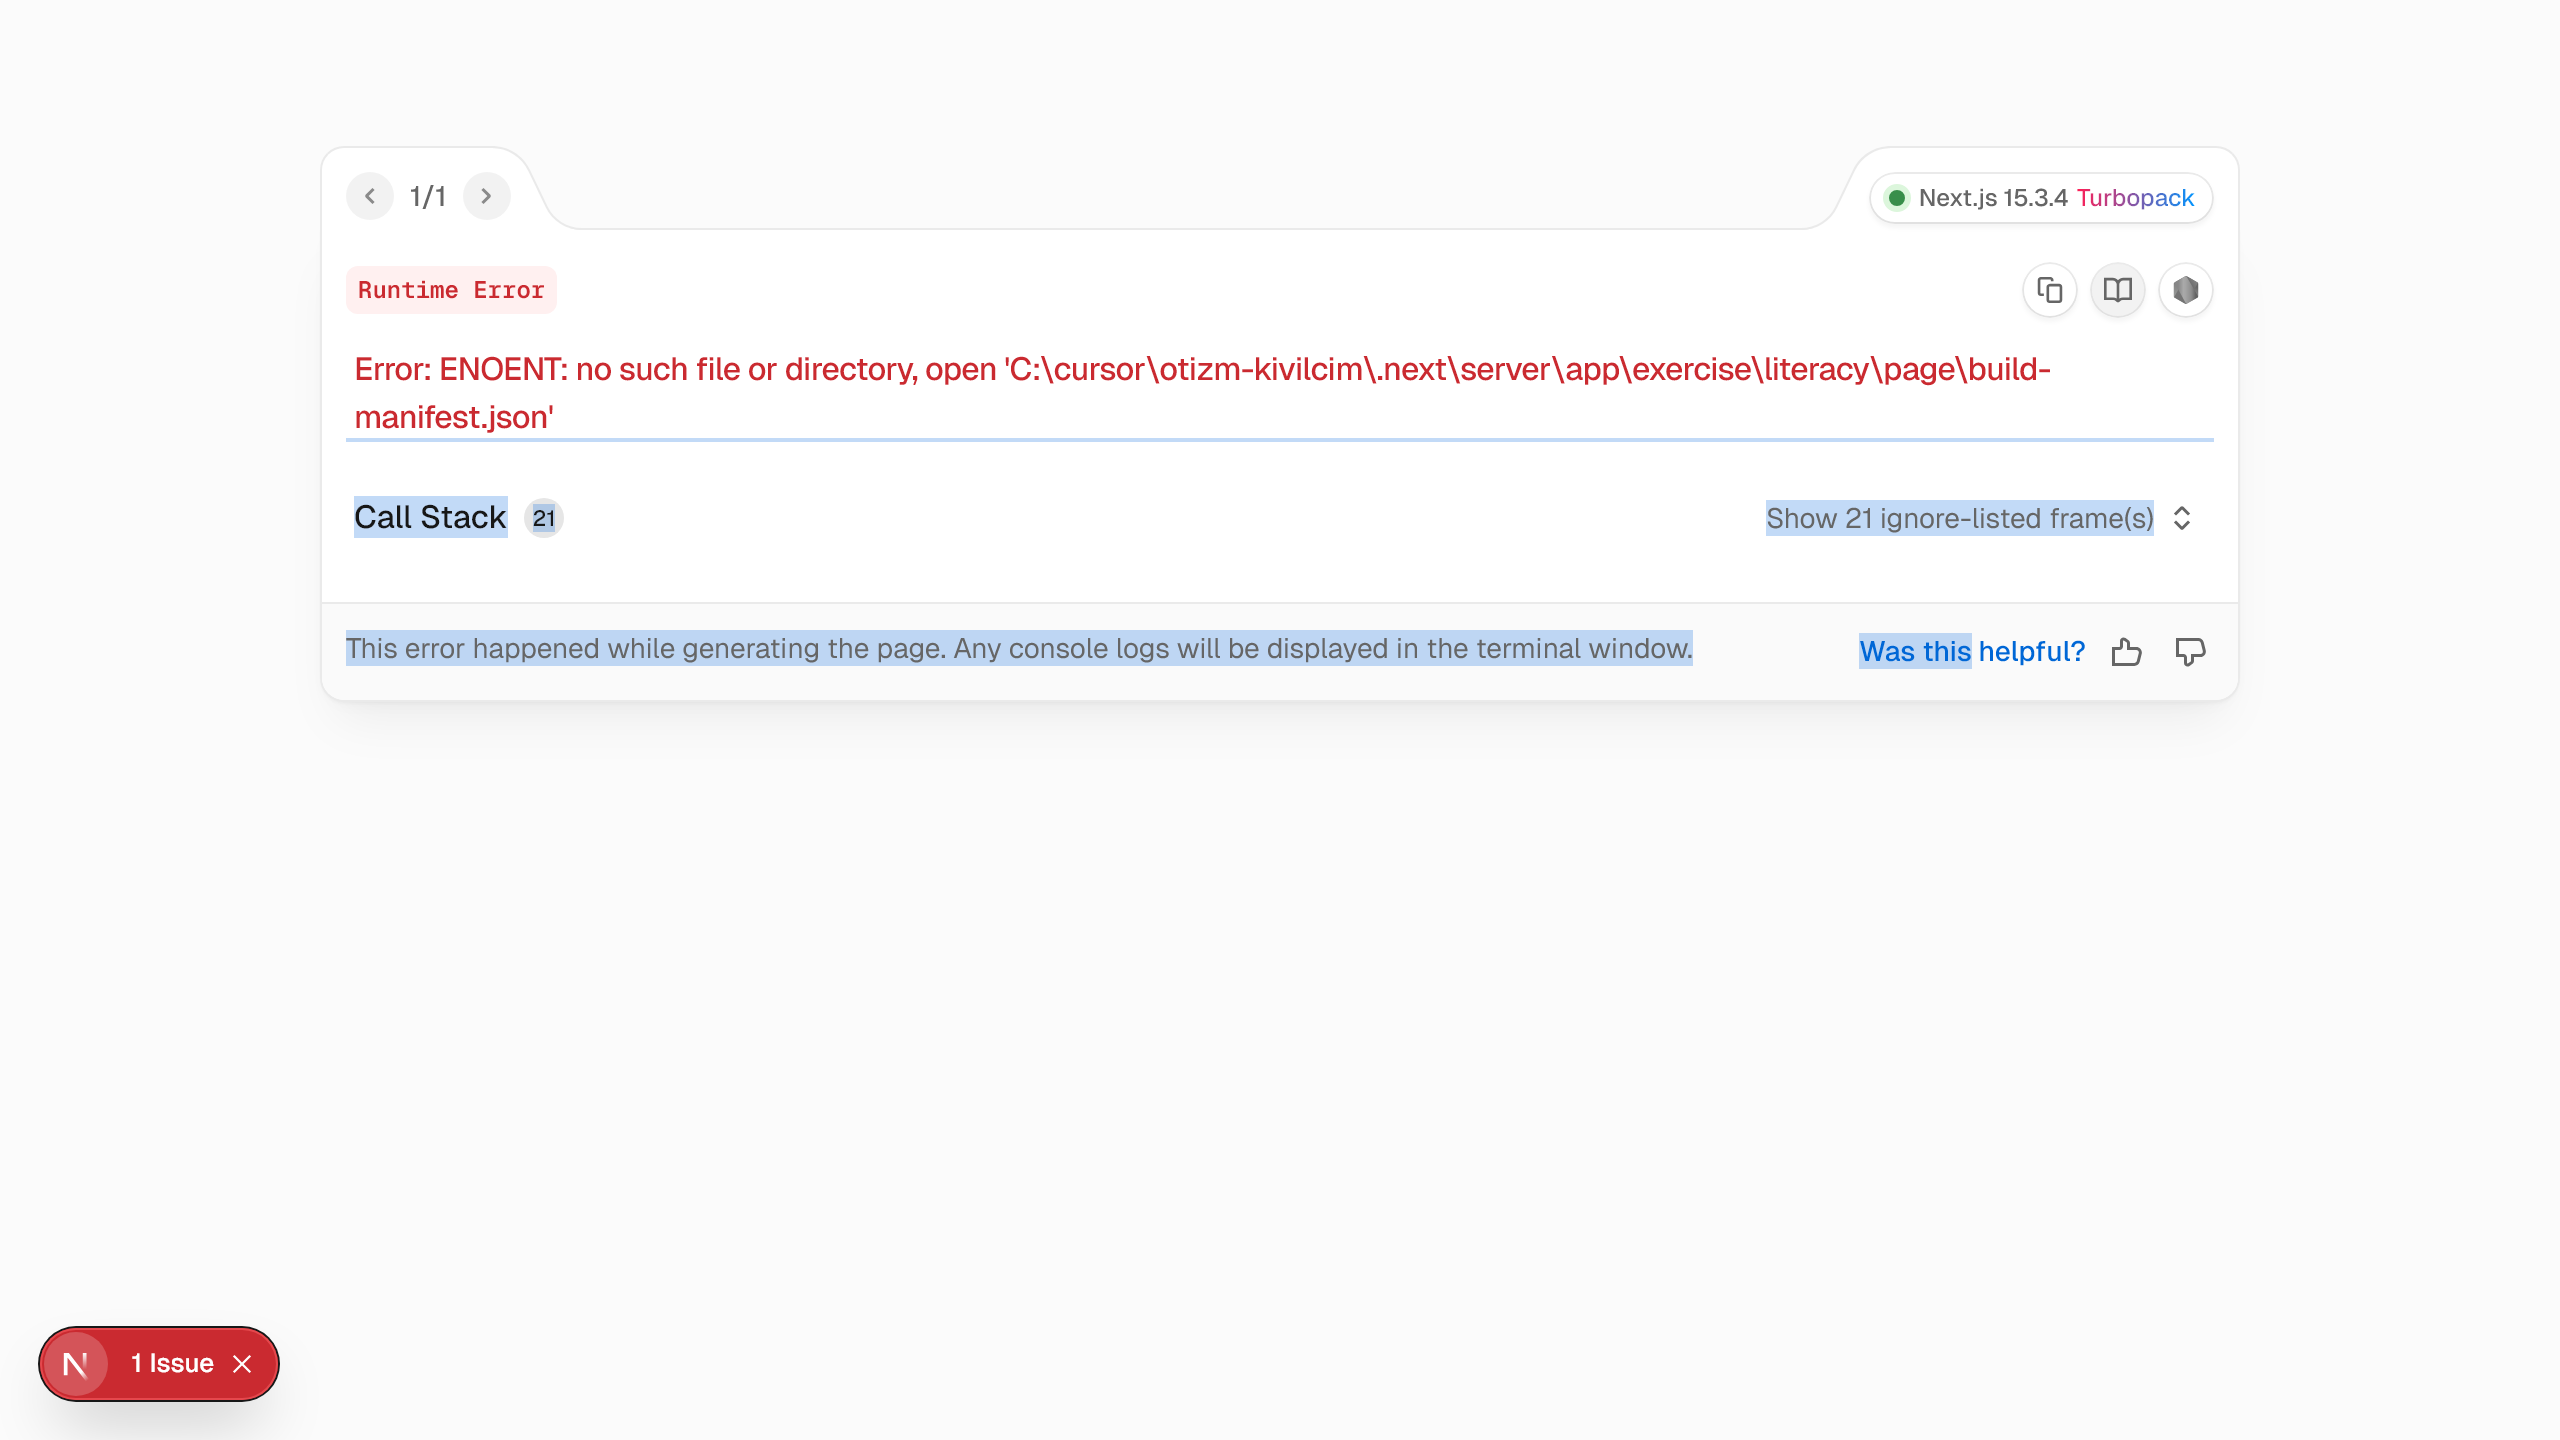 1/1
Next.js 15.3.4 Turbopack
Runtime Error
Error: ENOENT: no such file or directory, open 'C:\cursor\otizm-kivilcim\.next\server\app\exercise\literacy\page\build-
manifest.json'
Call Stack 21
Show 21 ignore-listed frame(s)
This error happened while generating the page. Any console logs will be displayed in the terminal window.
Was this helpful?
N 1 Issue